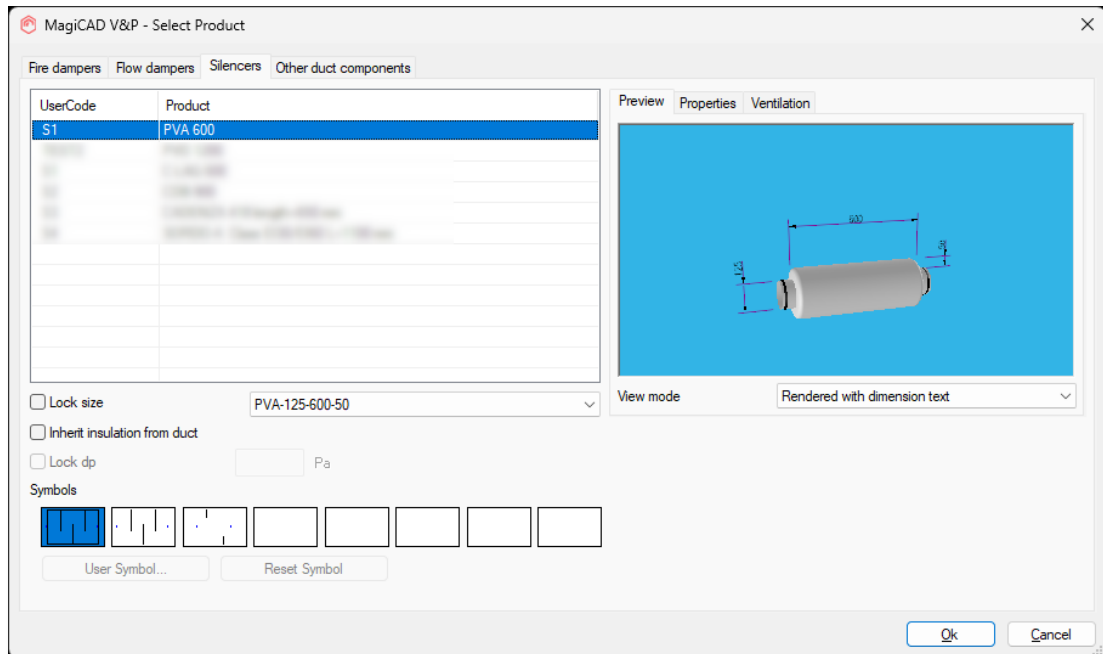 MagiCAD V&P - Select Product
Fire dampers Flow dampers Silencers Other duct components
UserCode Product
S1 PVA 600
Lock size PVA-125-600-50
Inherit insulation from duct
Lock dp Pa
Symbols
User Symbol... Reset Symbol
Preview Properties Ventilation
600
50
125
View mode Rendered with dimension text
Ok Cancel